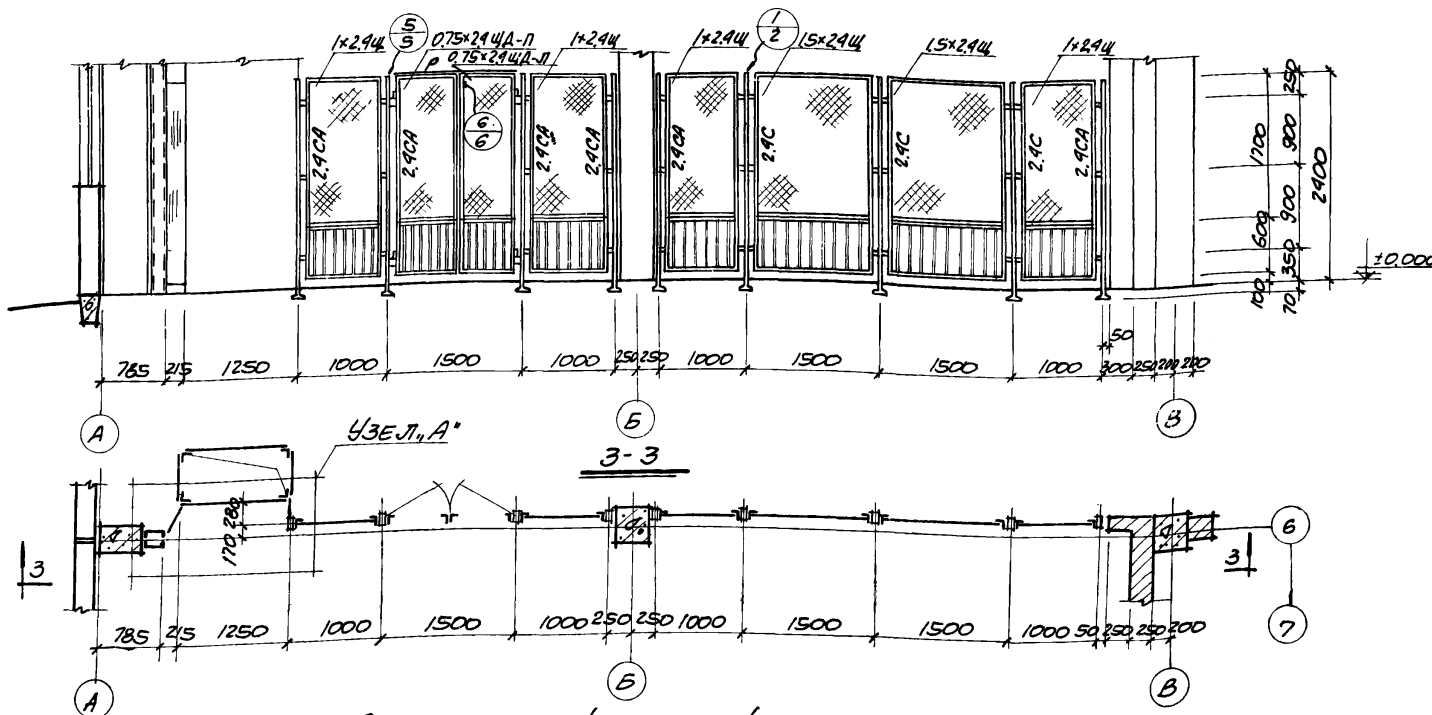 5/5
1/2
1×2,4Щ
0.75×2,4ЩД-П
1×2,4Щ
1×2,4Щ
1,5×2,4Щ
1,5×2,4Щ
1×2,4Щ
0.75×2,4ЩД-Л
6/6
2.4СА
2.4СА
2.4СА
2.4СА
2.4СА
2.4С
2.4С
2.4С
2.4СА
250
900
900
350
70
1700
600
100
2400
±0.000
785
215
1250
1000
1500
1000
250
250
1000
1500
1500
1000
50
300
250
200
200
А
Б
В
УЗЕЛ „А"
3-3
280
170
3
3
6
7
785
215
1250
1000
1500
1000
250
250
1000
1500
1500
1000
50
250
250
200
А
Б
В